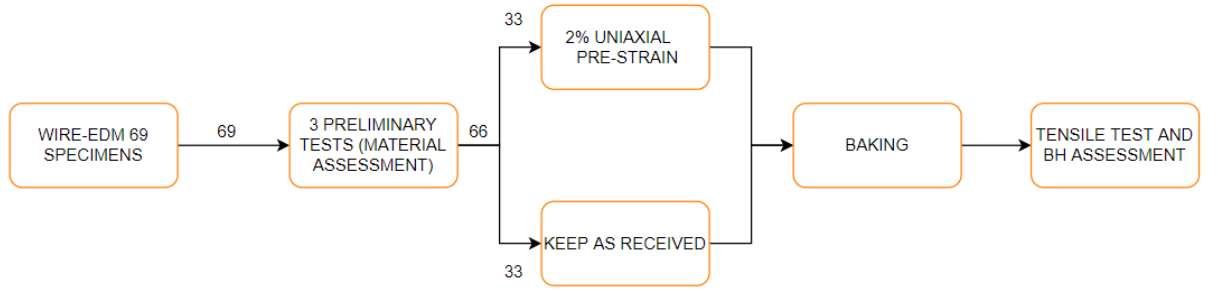 WIRE-EDM 69
SPECIMENS
69
3 PRELIMINARY
TESTS (MATERIAL
ASSESSMENT)
66
33
2% UNIAXIAL
PRE-STRAIN
KEEP AS RECEIVED
33
BAKING
TENSILE TEST AND
BH ASSESSMENT